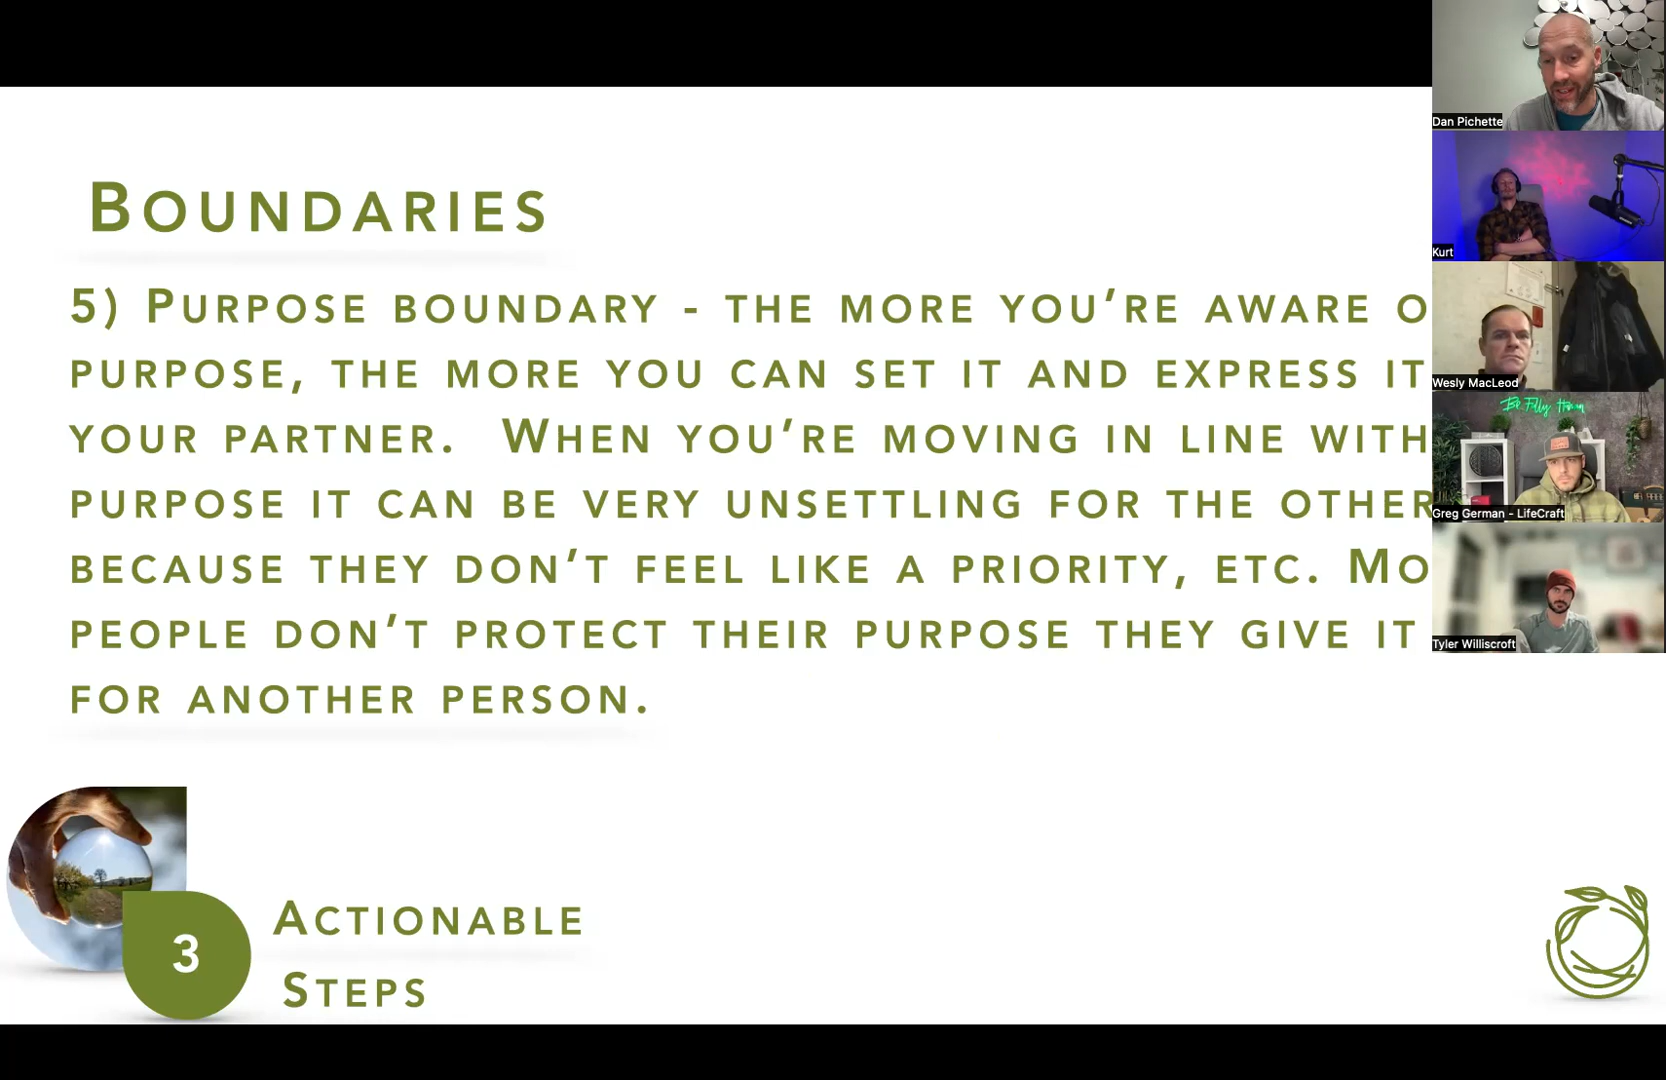 Boundaries
5) Purpose boundary - the more you’re aware o
purpose, the more you can set it and express it
your partner.  When you’re moving in line with
purpose it can be very unsettling for the other
because they don’t feel like a priority, etc. Mo
people don’t protect their purpose they give it
for another person.
3
Actionable
Steps
Dan Pichette
Kurt
Wesly MacLeod
Be Fully Human
Greg German - LifeCraft
Tyler Williscroft